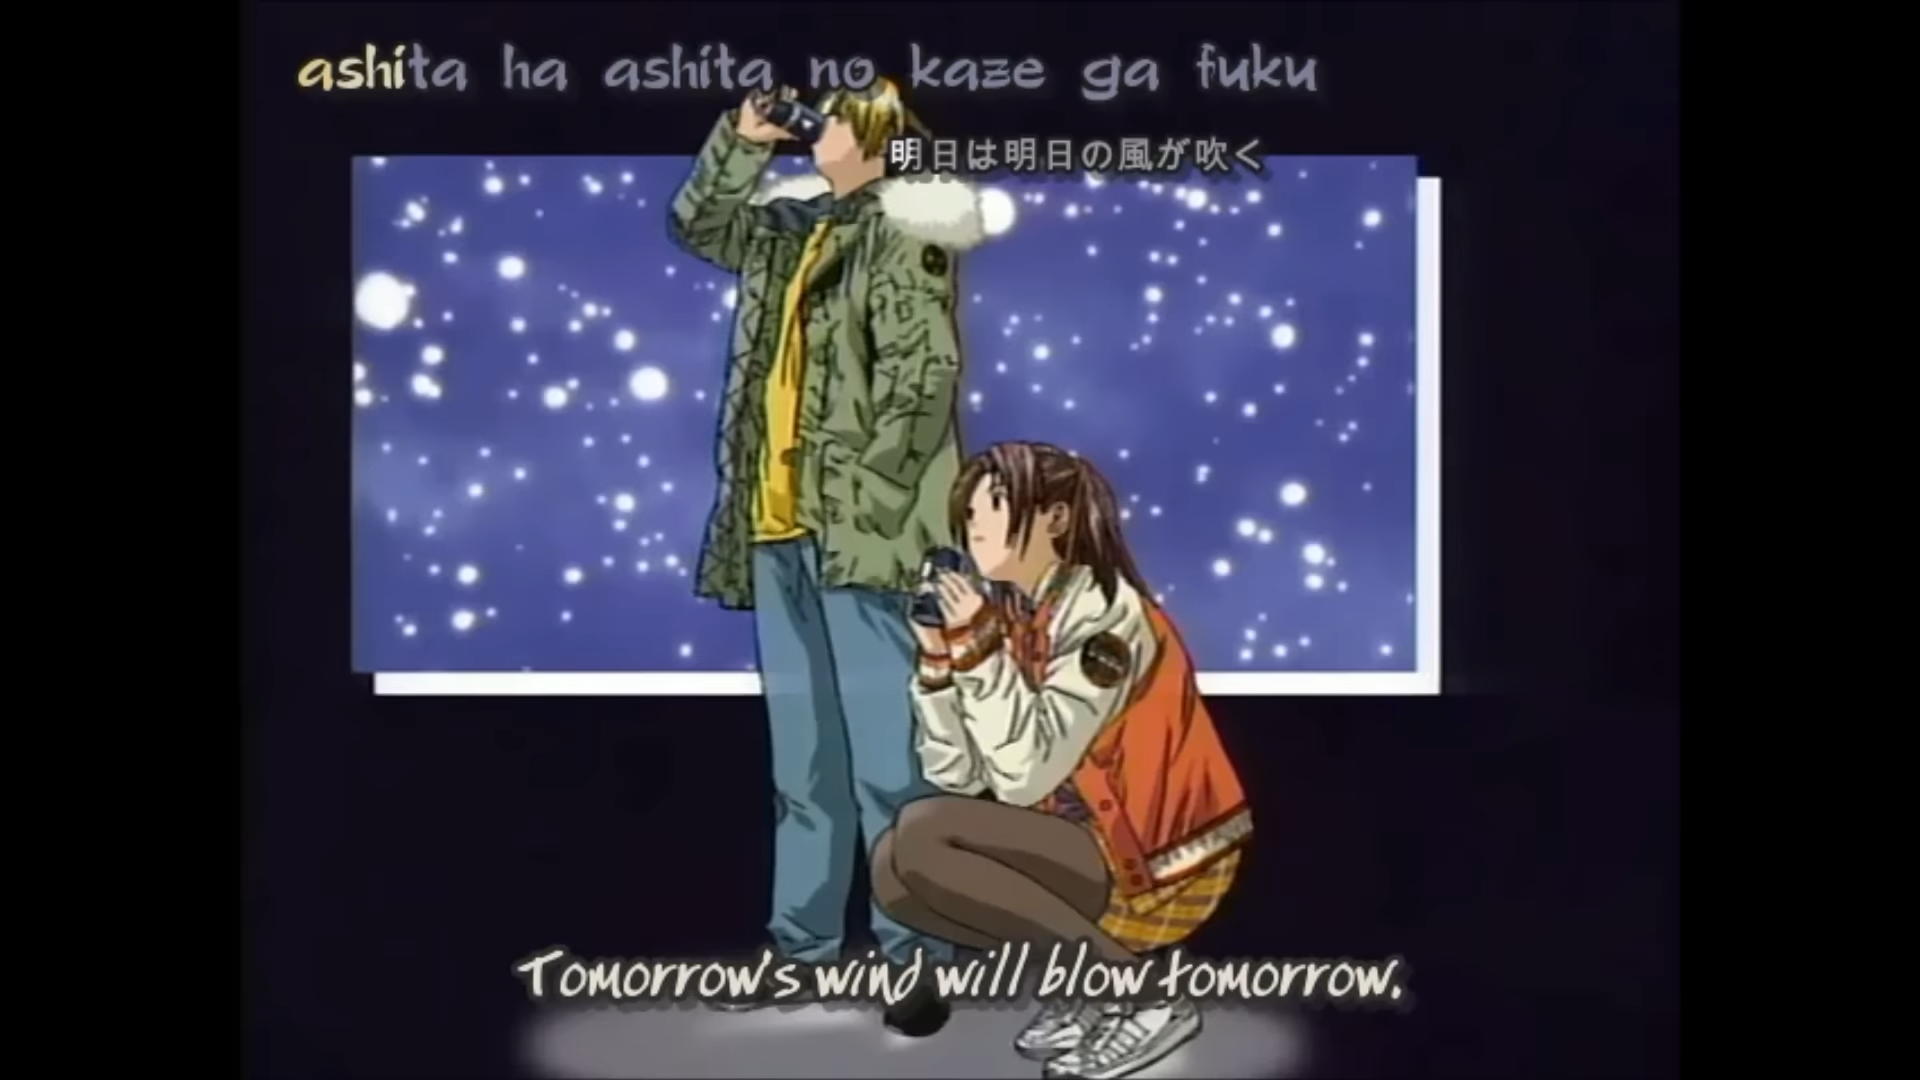 ashita ha ashita no kaze ga fuku
明日は明日の風が吹く
Tomorrow's wind will blow tomorrow.